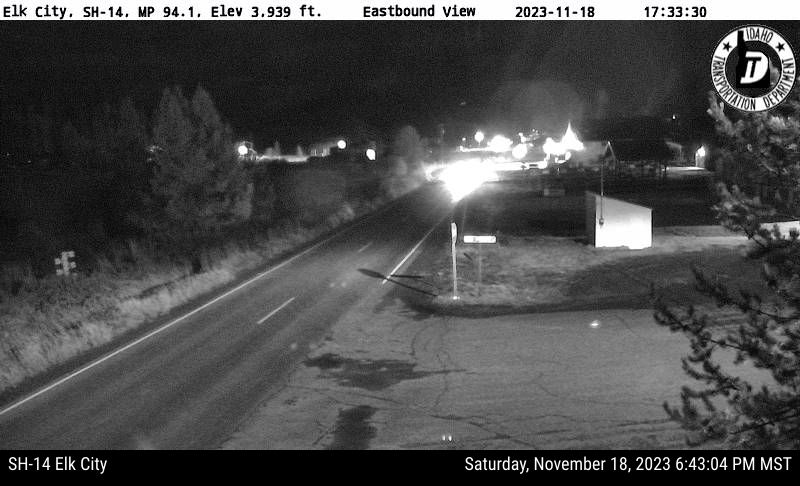 Elk City, SH-14, MP 94.1, Elev 3,939 ft. Eastbound View 2023-11-18 17:33:30
IDAHO
TRANSPORTATION DEPARTMENT
SH-14 Elk City Saturday, November 18, 2023 6:43:04 PM MST